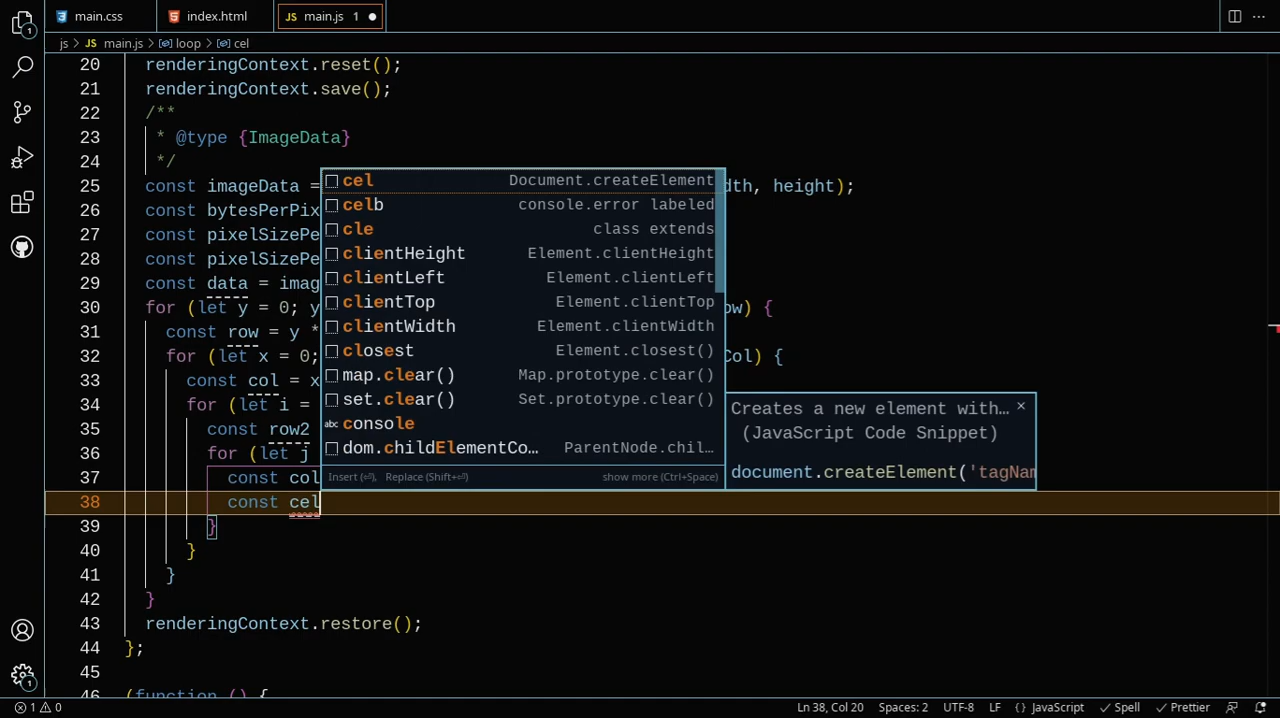 main.css index.html JS main.js 1
js > JS main.js > loop > cel
20 renderingContext.reset();
21 renderingContext.save();
22 /**
23 * @type {ImageData}
24 */
25 const imageData = dth, height);
26 const bytesPerPix
27 const pixelSizePe
28 const pixelSizePe
29 const data = imag
30 for (let y = 0; y ow) {
31 const row = y *
32 for (let x = 0; Col) {
33 const col = x
34 for (let i =
35 const row2
36 for (let j
37 const col
38 const cel
39 }
40 }
41 }
42 }
43 renderingContext.restore();
44 };
45
46 (function () {
cel Document.createElement
celb console.error labeled
cle class extends
clientHeight Element.clientHeight
clientLeft Element.clientLeft
clientTop Element.clientTop
clientWidth Element.clientWidth
closest Element.closest()
map.clear() Map.prototype.clear()
set.clear() Set.prototype.clear()
abc console
dom.childElementCo… ParentNode.chil…
Insert (⏎), Replace (Shift+⏎) show more (Ctrl+Space)
Creates a new element with… ×
(JavaScript Code Snippet)
document.createElement('tagNam
1
1
1 0 Ln 38, Col 20 Spaces: 2 UTF-8 LF {} JavaScript Spell Prettier